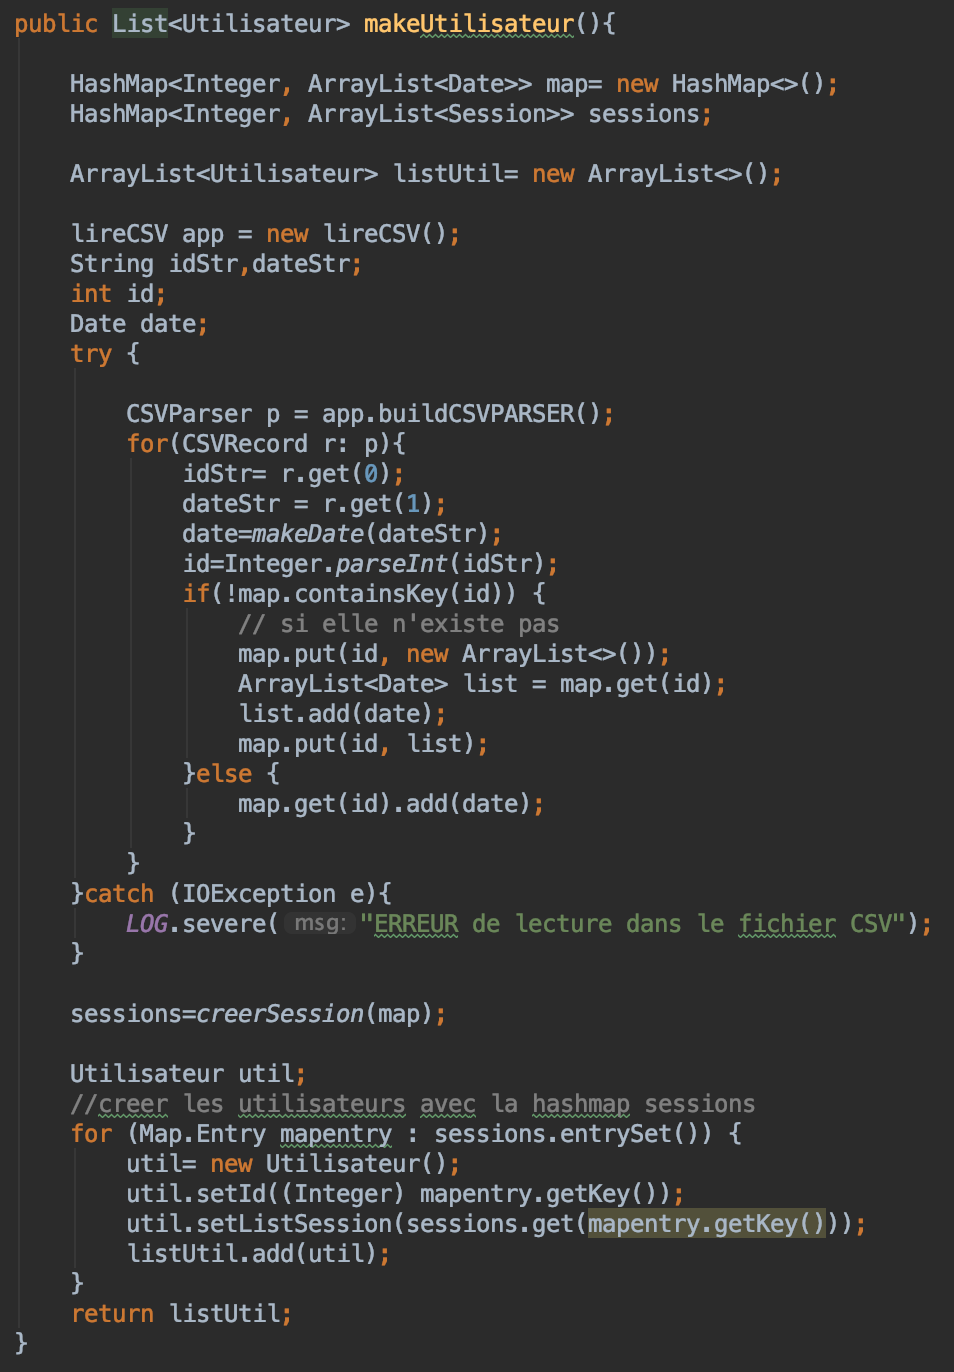 public List<Utilisateur> makeUtilisateur(){
HashMap<Integer, ArrayList<Date>> map= new HashMap<>();
HashMap<Integer, ArrayList<Session>> sessions;
ArrayList<Utilisateur> listUtil= new ArrayList<>();
lireCSV app = new lireCSV();
String idStr,dateStr;
int id;
Date date;
try {
CSVParser p = app.buildCSVPARSER();
for(CSVRecord r: p){
idStr= r.get(0);
dateStr = r.get(1);
date=makeDate(dateStr);
id=Integer.parseInt(idStr);
if(!map.containsKey(id)) {
// si elle n'existe pas
map.put(id, new ArrayList<>());
ArrayList<Date> list = map.get(id);
list.add(date);
map.put(id, list);
}else {
map.get(id).add(date);
}
}
}catch (IOException e){
LOG.severe( msg: "ERREUR de lecture dans le fichier CSV");
}
sessions=creerSession(map);
Utilisateur util;
//creer les utilisateurs avec la hashmap sessions
for (Map.Entry mapentry : sessions.entrySet()) {
util= new Utilisateur();
util.setId((Integer) mapentry.getKey());
util.setListSession(sessions.get(mapentry.getKey()));
listUtil.add(util);
}
return listUtil;
}